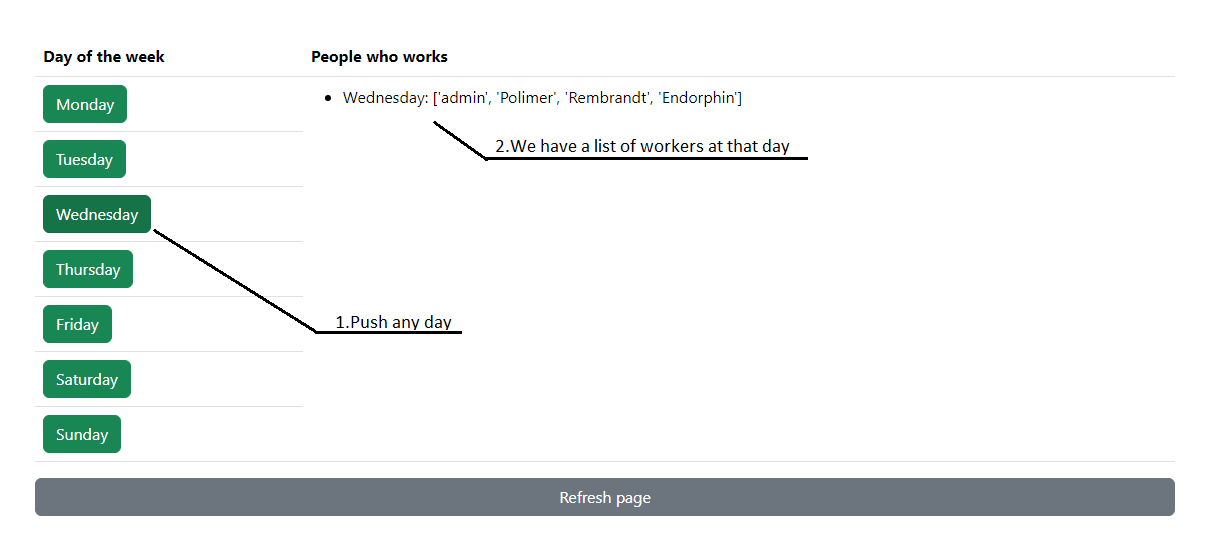 Day of the week
People who works
Monday
Wednesday: ['admin', 'Polimer', 'Rembrandt', 'Endorphin']
2.We have a list of workers at that day
Tuesday
Wednesday
Thursday
1.Push any day
Friday
Saturday
Sunday
Refresh page